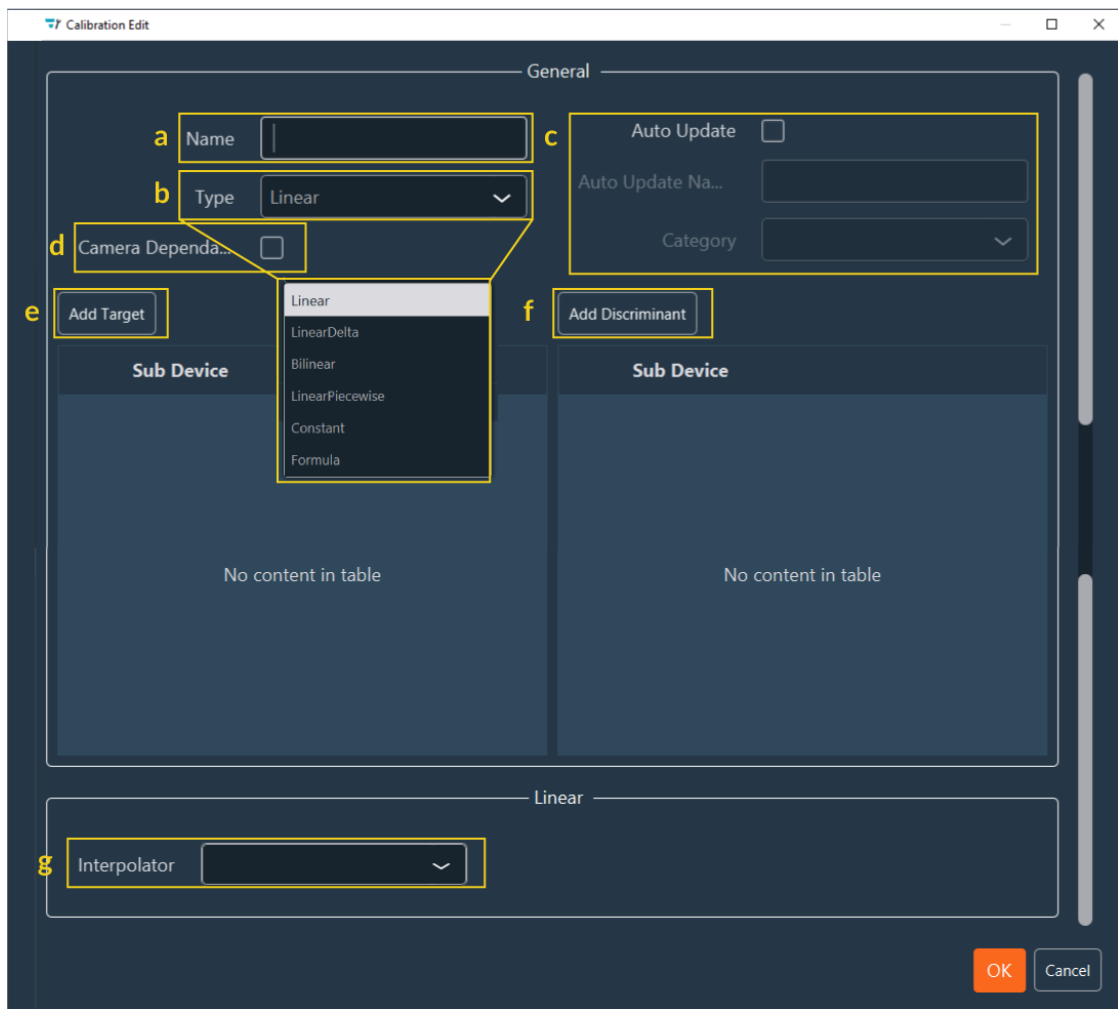 Calibration Edit
General
a Name
c Auto Update
b Type Linear
Auto Update Na...
d Camera Dependa...
Category
e Add Target
Linear
LinearDelta
Bilinear
LinearPiecewise
Constant
Formula
f Add Discriminant
Sub Device
Sub Device
No content in table
No content in table
Linear
g Interpolator
OK Cancel